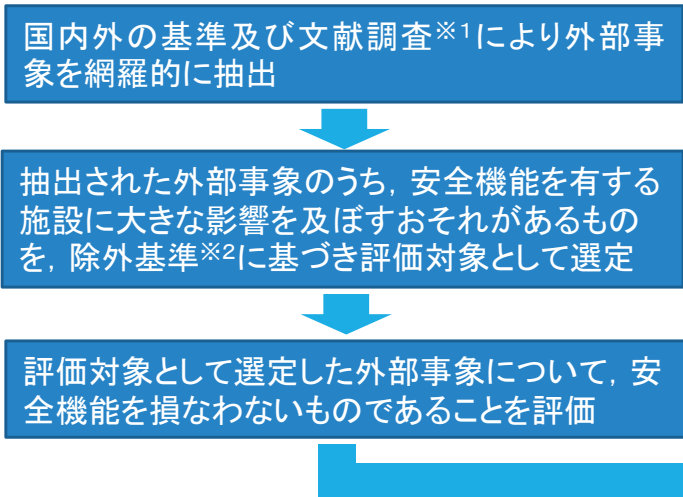 国内外の基準及び文献調査※1により外部事
象を網羅的に抽出
抽出された外部事象のうち，安全機能を有する
施設に大きな影響を及ぼすおそれがあるもの
を，除外基準※2に基づき評価対象として選定
評価対象として選定した外部事象について，安
全機能を損なわないものであることを評価